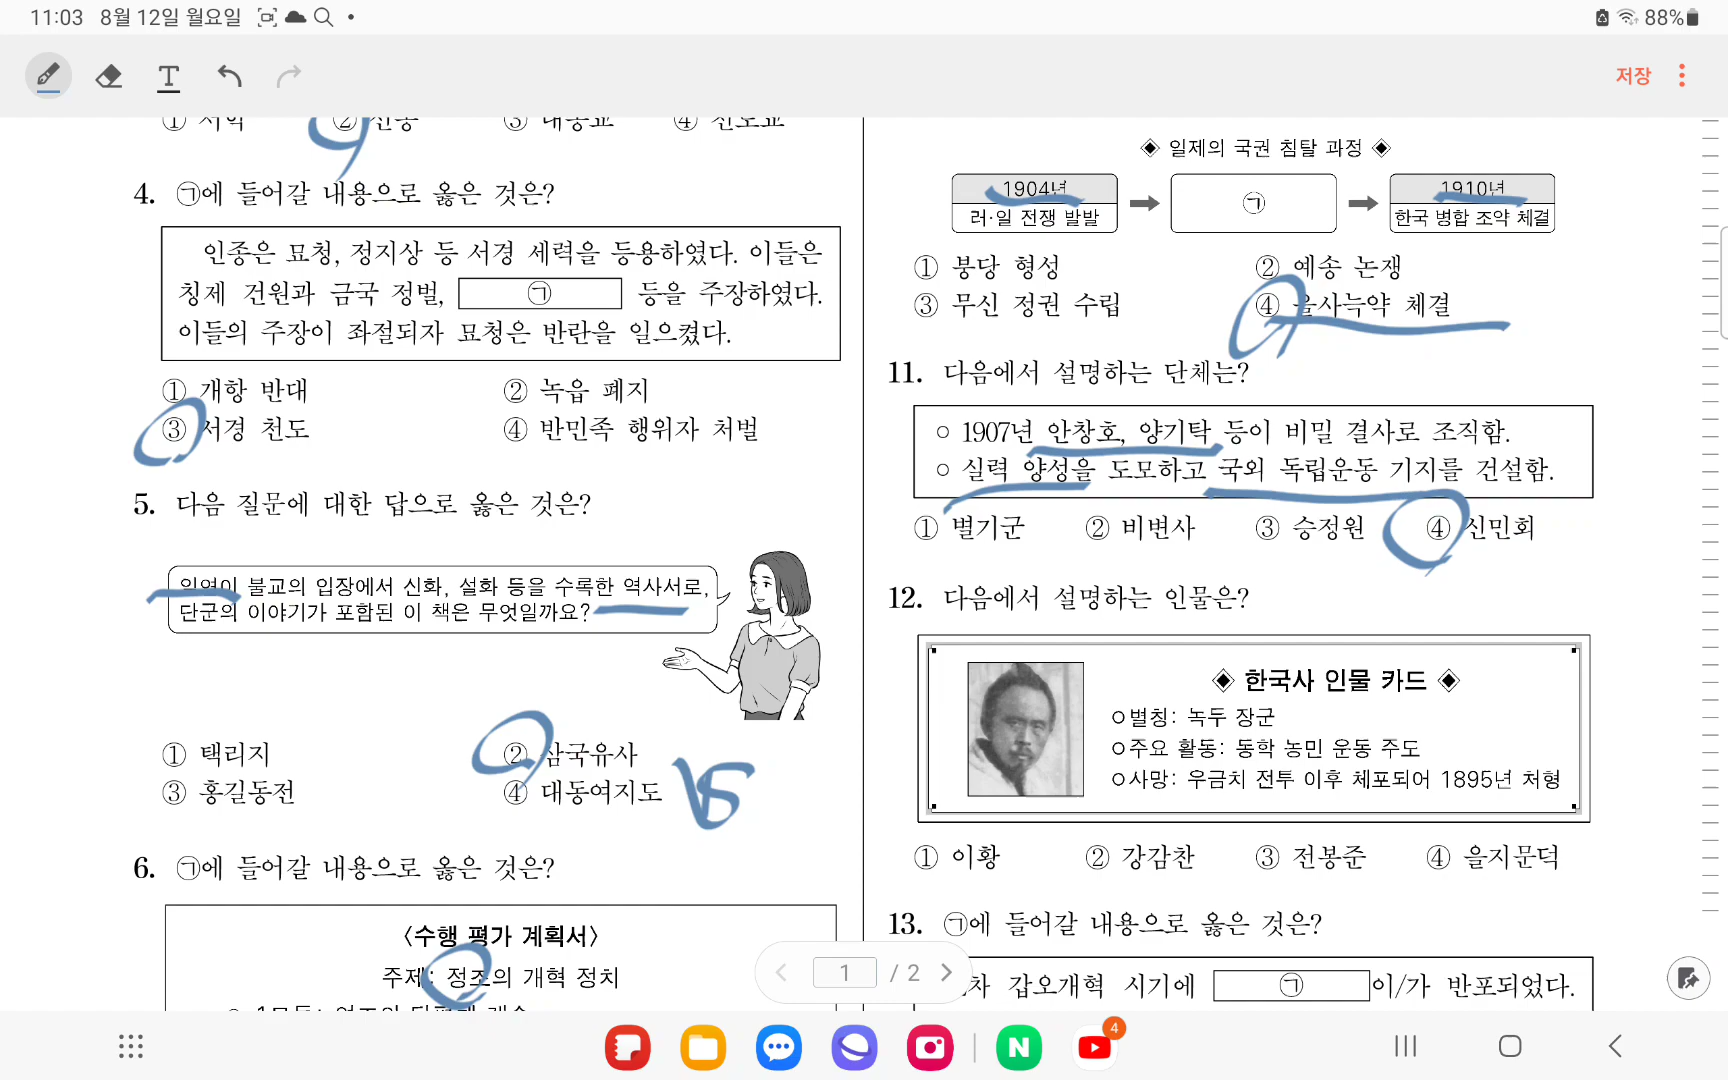 11:03 8월 12일 월요일
88%
저장
4. ㉠에 들어갈 내용으로 옳은 것은?
인종은 묘청, 정지상 등 서경 세력을 등용하였다. 이들은
칭제 건원과 금국 정벌, ㉠ 등을 주장하였다.
이들의 주장이 좌절되자 묘청은 반란을 일으켰다.
① 개항 반대 ② 녹읍 폐지
③ 서경 천도 ④ 반민족 행위자 처벌
5. 다음 질문에 대한 답으로 옳은 것은?
일연이 불교의 입장에서 신화, 설화 등을 수록한 역사서로,
단군의 이야기가 포함된 이 책은 무엇일까요?
① 택리지 ② 삼국유사
③ 홍길동전 ④ 대동여지도
6. ㉠에 들어갈 내용으로 옳은 것은?
〈수행 평가 계획서〉
주제: 정조의 개혁 정치
◈ 일제의 국권 침탈 과정 ◈
1904년
러·일 전쟁 발발
㉠
1910년
한국 병합 조약 체결
① 붕당 형성 ② 예송 논쟁
③ 무신 정권 수립 ④ 을사늑약 체결
11. 다음에서 설명하는 단체는?
○ 1907년 안창호, 양기탁 등이 비밀 결사로 조직함.
○ 실력 양성을 도모하고 국외 독립운동 기지를 건설함.
① 별기군 ② 비변사 ③ 승정원 ④ 신민회
12. 다음에서 설명하는 인물은?
◈ 한국사 인물 카드 ◈
○별칭: 녹두 장군
○주요 활동: 동학 농민 운동 주도
○사망: 우금치 전투 이후 체포되어 1895년 처형
① 이황 ② 강감찬 ③ 전봉준 ④ 을지문덕
13. ㉠에 들어갈 내용으로 옳은 것은?
차 갑오개혁 시기에 ㉠ 이/가 반포되었다.
1 / 2
4